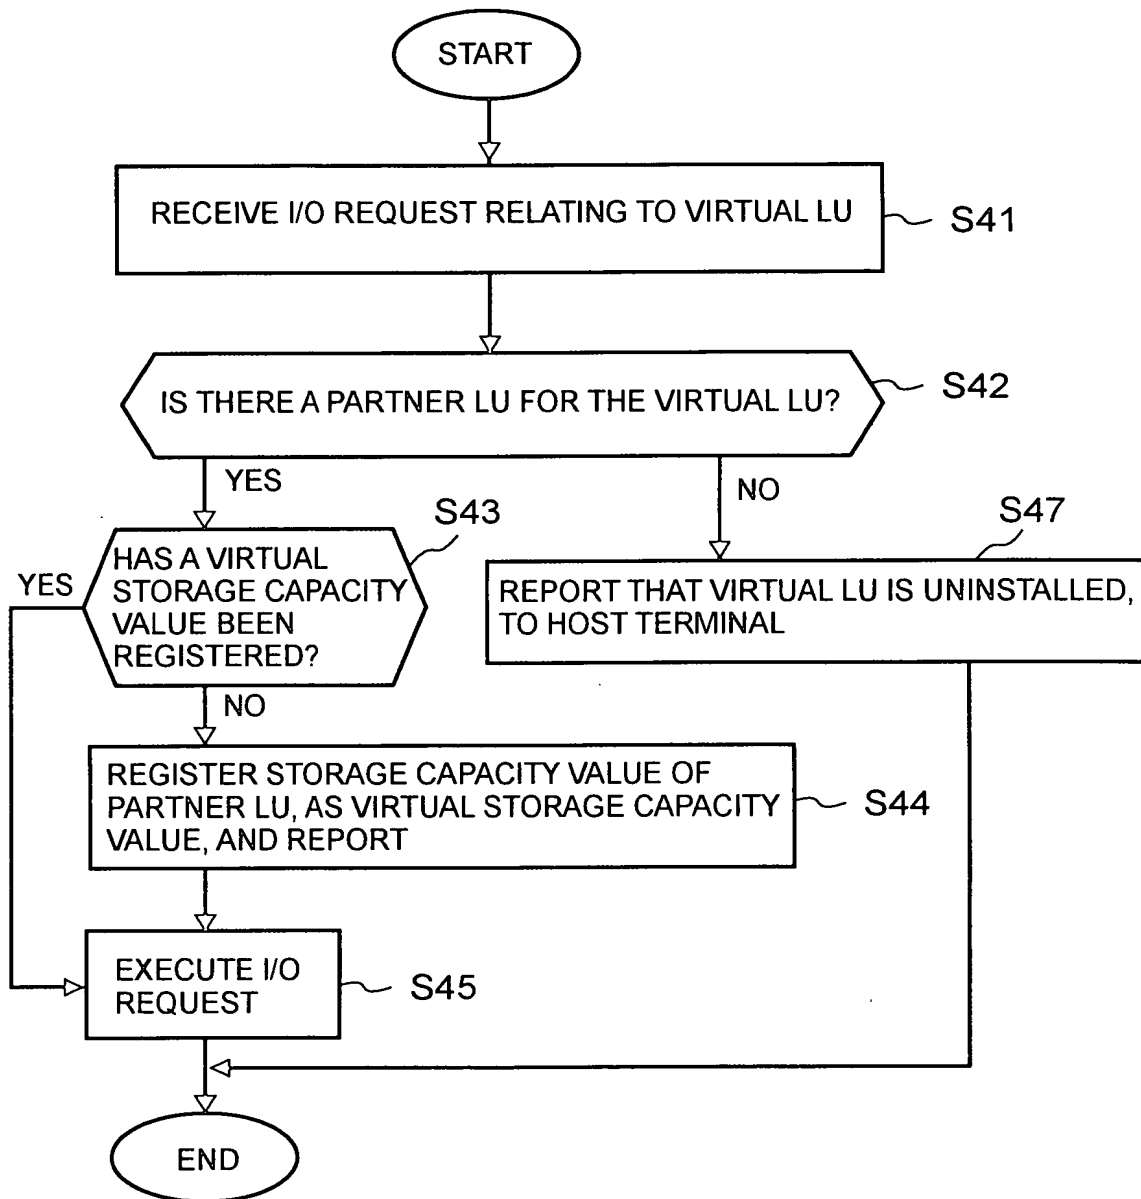 START
RECEIVE I/O REQUEST RELATING TO VIRTUAL LU
S41
IS THERE A PARTNER LU FOR THE VIRTUAL LU?
S42
YES
NO
S43
S47
YES
HAS A VIRTUAL
STORAGE CAPACITY
VALUE BEEN
REGISTERED?
REPORT THAT VIRTUAL LU IS UNINSTALLED,
TO HOST TERMINAL
NO
REGISTER STORAGE CAPACITY VALUE OF
PARTNER LU, AS VIRTUAL STORAGE CAPACITY
VALUE, AND REPORT
S44
EXECUTE I/O
REQUEST
S45
END